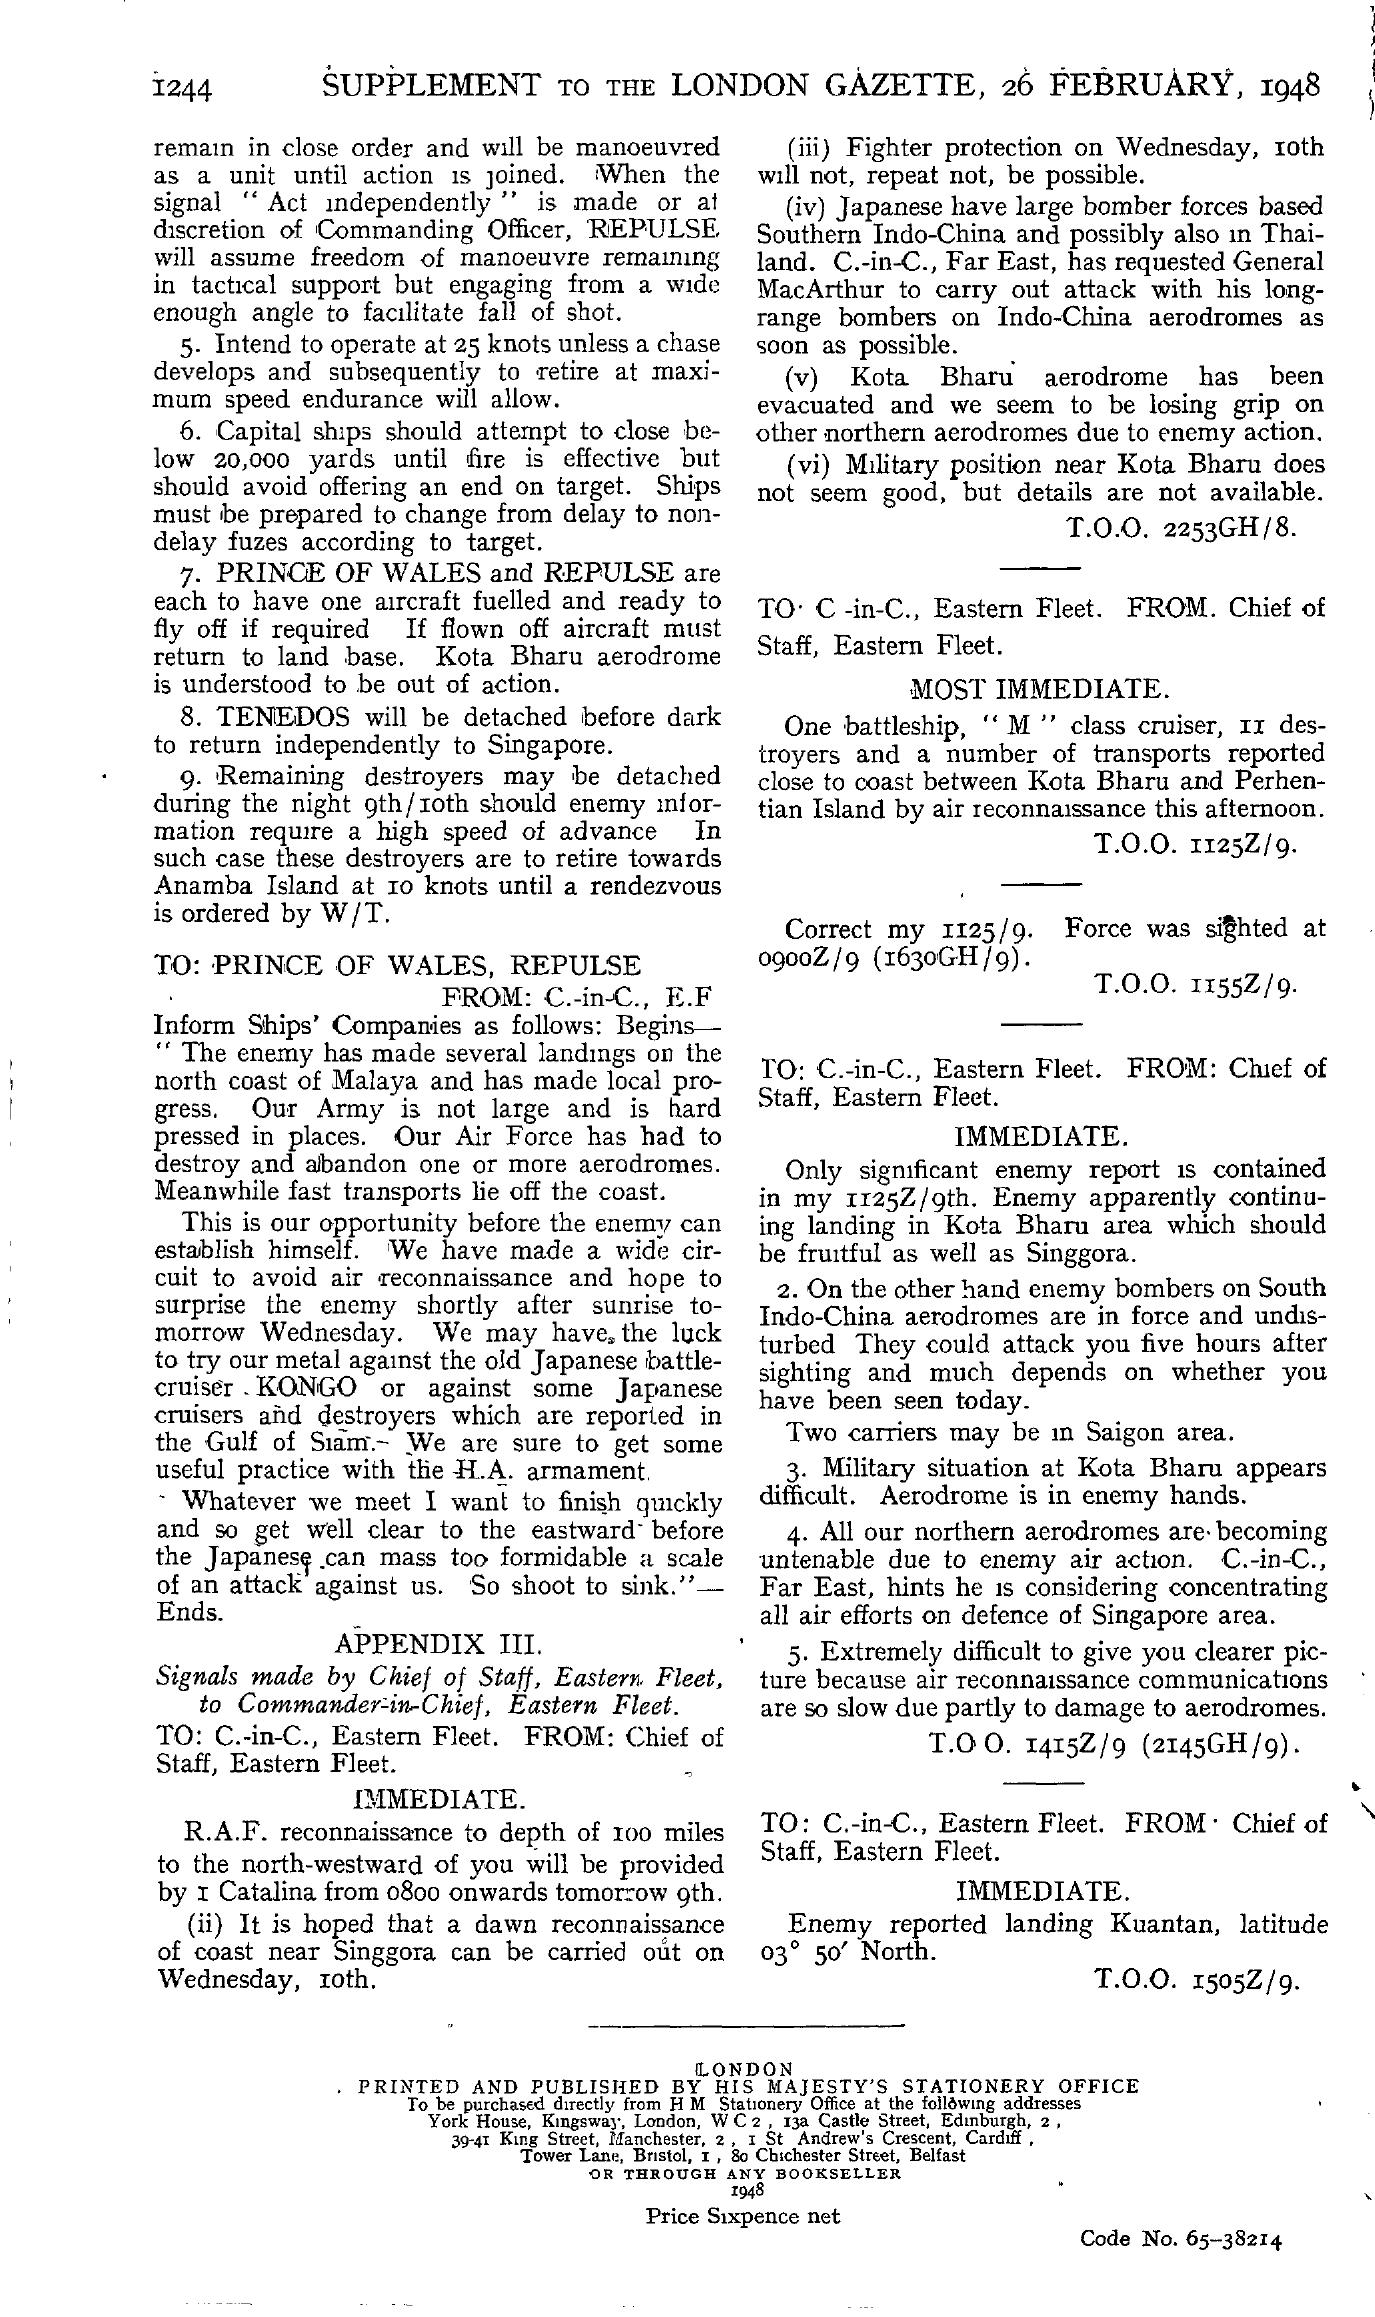 1244 SUPPLEMENT TO THE LONDON GAZETTE, 26 FEBRUARY, 1948
remain in close order and will be manoeuvred
as a unit until action is joined. When the
signal " Act independently " is made or at
discretion of Commanding Officer, REPULSE
will assume freedom of manoeuvre remaining
in tactical support but engaging from a wide
enough angle to facilitate fall of shot.
5. Intend to operate at 25 knots unless a chase
develops and subsequently to retire at maxi-
mum speed endurance will allow.
6. Capital ships should attempt to close be-
low 20,000 yards until fire is effective but
should avoid offering an end on target. Ships
must be prepared to change from delay to non-
delay fuzes according to target.
7. PRINCE OF WALES and REPULSE are
each to have one aircraft fuelled and ready to
fly off if required If flown off aircraft must
return to land base. Kota Bharu aerodrome
is understood to be out of action.
8. TENEDOS will be detached before dark
to return independently to Singapore.
9. Remaining destroyers may be detached
during the night 9th/10th should enemy infor-
mation require a high speed of advance In
such case these destroyers are to retire towards
Anamba Island at 10 knots until a rendezvous
is ordered by W/T.
TO: PRINCE OF WALES, REPULSE
FROM: C.-in-C., E.F
Inform Ships' Companies as follows: Begins—
" The enemy has made several landings on the
north coast of Malaya and has made local pro-
gress. Our Army is not large and is hard
pressed in places. Our Air Force has had to
destroy and abandon one or more aerodromes.
Meanwhile fast transports lie off the coast.
This is our opportunity before the enemy can
establish himself. We have made a wide cir-
cuit to avoid air reconnaissance and hope to
surprise the enemy shortly after sunrise to-
morrow Wednesday. We may have the luck
to try our metal against the old Japanese battle-
cruiser KONGO or against some Japanese
cruisers and destroyers which are reported in
the Gulf of Siam. We are sure to get some
useful practice with the H.A. armament.
Whatever we meet I want to finish quickly
and so get well clear to the eastward before
the Japanese can mass too formidable a scale
of an attack against us. So shoot to sink."—
Ends.
APPENDIX III.
Signals made by Chief of Staff, Eastern Fleet,
to Commander-in-Chief, Eastern Fleet.
TO: C.-in-C., Eastern Fleet. FROM: Chief of
Staff, Eastern Fleet.
IMMEDIATE.
R.A.F. reconnaissance to depth of 100 miles
to the north-westward of you will be provided
by 1 Catalina from 0800 onwards tomorrow 9th.
(ii) It is hoped that a dawn reconnaissance
of coast near Singgora can be carried out on
Wednesday, 10th.
(iii) Fighter protection on Wednesday, 10th
will not, repeat not, be possible.
(iv) Japanese have large bomber forces based
Southern Indo-China and possibly also in Thai-
land. C.-in-C., Far East, has requested General
MacArthur to carry out attack with his long-
range bombers on Indo-China aerodromes as
soon as possible.
(v) Kota Bharu aerodrome has been
evacuated and we seem to be losing grip on
other northern aerodromes due to enemy action.
(vi) Military position near Kota Bharu does
not seem good, but details are not available.
T.O.O. 2253GH/8.
TO· C -in-C., Eastern Fleet. FROM. Chief of
Staff, Eastern Fleet.
MOST IMMEDIATE.
One battleship, " M " class cruiser, 11 des-
troyers and a number of transports reported
close to coast between Kota Bharu and Perhen-
tian Island by air reconnaissance this afternoon.
T.O.O. 1125Z/9.
Correct my 1125/9. Force was sighted at
0900Z/9 (1630GH/9).
T.O.O. 1155Z/9.
TO: C.-in-C., Eastern Fleet. FROM: Chief of
Staff, Eastern Fleet.
IMMEDIATE.
Only significant enemy report is contained
in my 1125Z/9th. Enemy apparently continu-
ing landing in Kota Bharu area which should
be fruitful as well as Singgora.
2. On the other hand enemy bombers on South
Indo-China aerodromes are in force and undis-
turbed They could attack you five hours after
sighting and much depends on whether you
have been seen today.
Two carriers may be in Saigon area.
3. Military situation at Kota Bharu appears
difficult. Aerodrome is in enemy hands.
4. All our northern aerodromes are becoming
untenable due to enemy air action. C.-in-C.,
Far East, hints he is considering concentrating
all air efforts on defence of Singapore area.
5. Extremely difficult to give you clearer pic-
ture because air reconnaissance communications
are so slow due partly to damage to aerodromes.
T.O O. 1415Z/9 (2145GH/9).
TO: C.-in-C., Eastern Fleet. FROM· Chief of
Staff, Eastern Fleet.
IMMEDIATE.
Enemy reported landing Kuantan, latitude
03° 50′ North.
T.O.O. 1505Z/9.
LONDON
PRINTED AND PUBLISHED BY HIS MAJESTY'S STATIONERY OFFICE
To be purchased directly from H M Stationery Office at the following addresses
York House, Kingsway, London, W C 2 , 13a Castle Street, Edinburgh, 2 ,
39-41 King Street, Manchester, 2 , 1 St Andrew's Crescent, Cardiff ,
Tower Lane, Bristol, 1 , 80 Chichester Street, Belfast
OR THROUGH ANY BOOKSELLER
1948
Price Sixpence net
Code No. 65–38214